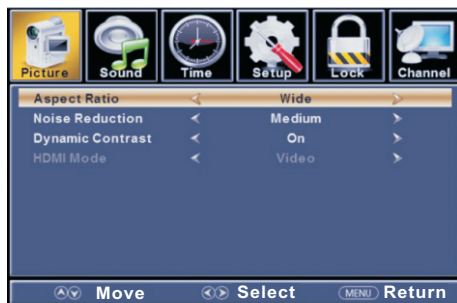 Picture Sound Time Setup Lock Channel
Aspect Ratio Wide
Noise Reduction Medium
Dynamic Contrast On
HDMI Mode Video
Move Select MENU Return